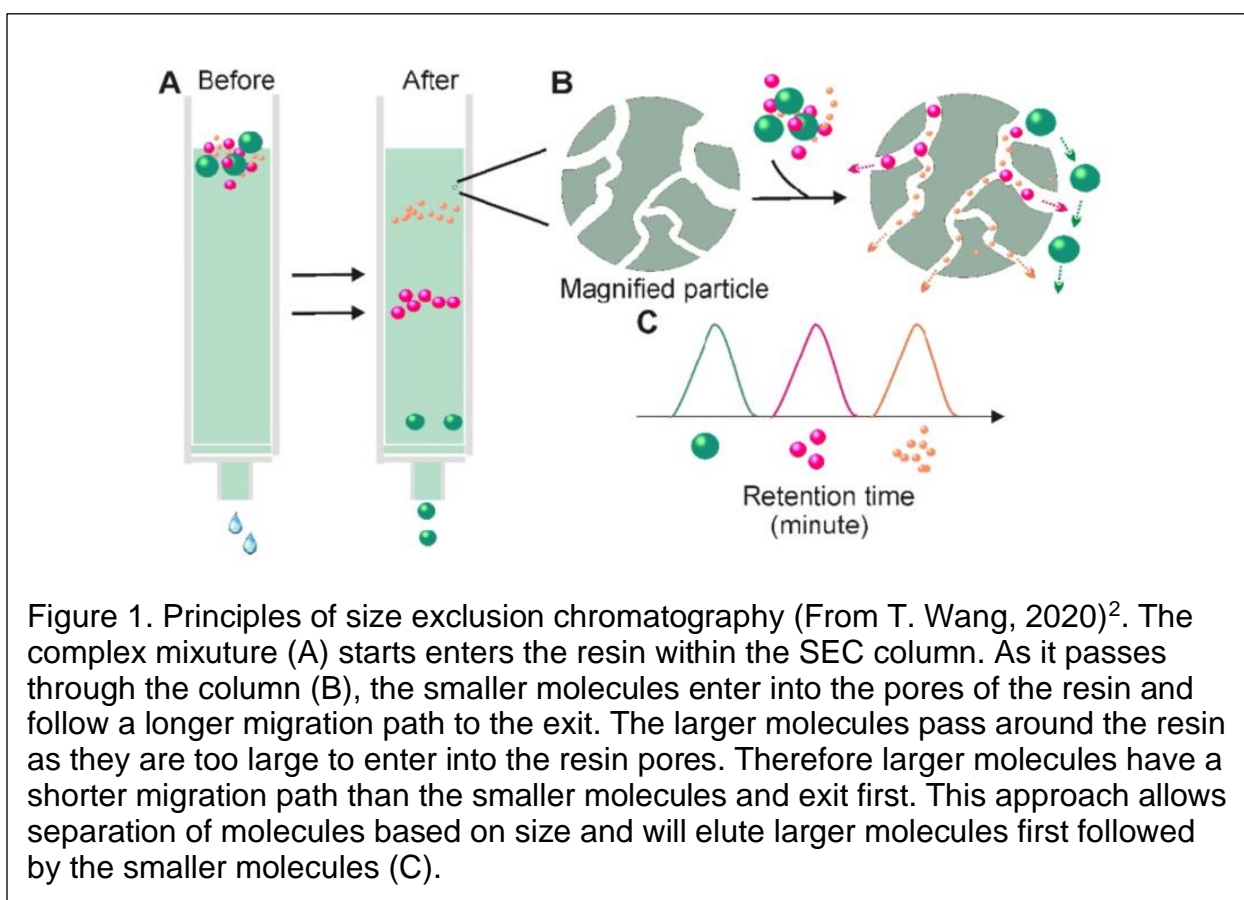 A Before
After
B
Magnified particle
C
Retention time
(minute)
Figure 1. Principles of size exclusion chromatography (From T. Wang, 2020)². The
complex mixuture (A) starts enters the resin within the SEC column. As it passes
through the column (B), the smaller molecules enter into the pores of the resin and
follow a longer migration path to the exit. The larger molecules pass around the resin
as they are too large to enter into the resin pores. Therefore larger molecules have a
shorter migration path than the smaller molecules and exit first. This approach allows
separation of molecules based on size and will elute larger molecules first followed
by the smaller molecules (C).